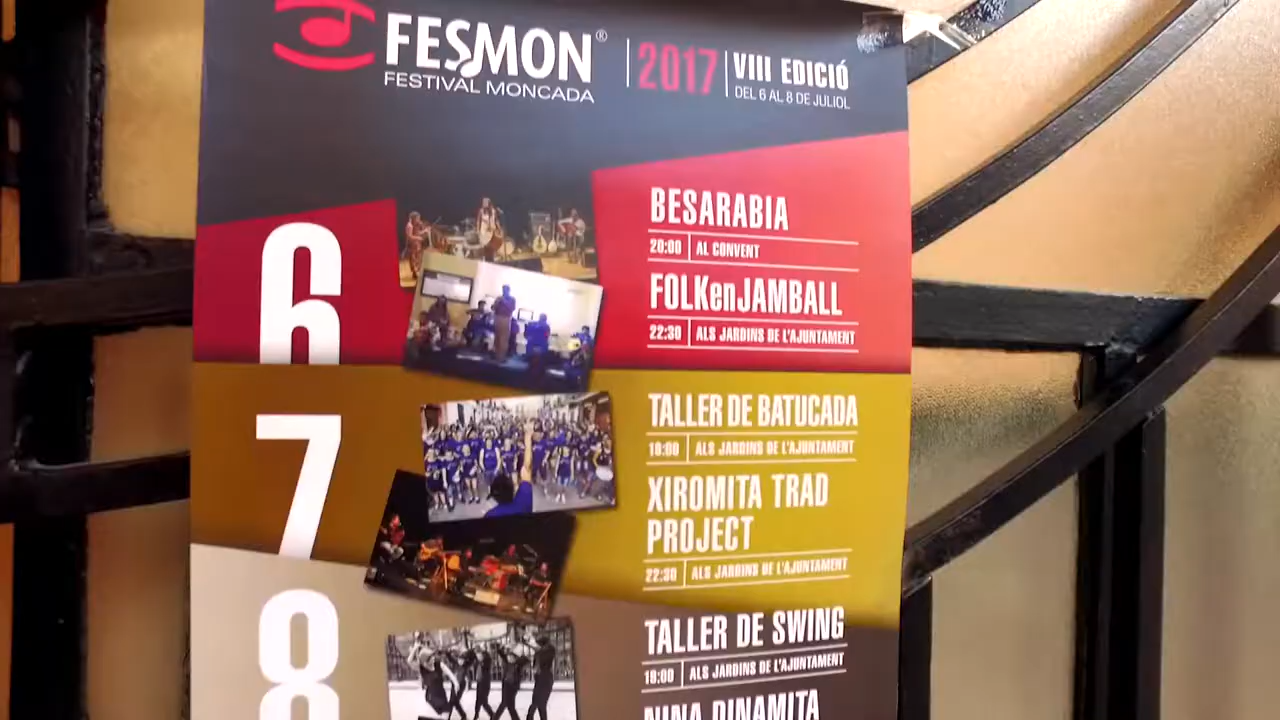 FESMON®
FESTIVAL MONCADA
2017
VIII EDICIÓ
DEL 6 AL 8 DE JULIOL
6
BESARABIA
20:00 AL CONVENT
FOLKenJAMBALL
22:30 ALS JARDINS DE L'AJUNTAMENT
7
TALLER DE BATUCADA
18:00 ALS JARDINS DE L'AJUNTAMENT
XIROMITA TRAD
PROJECT
22:30 ALS JARDINS DE L'AJUNTAMENT
8
TALLER DE SWING
18:00 ALS JARDINS DE L'AJUNTAMENT
NINA DINAMITA